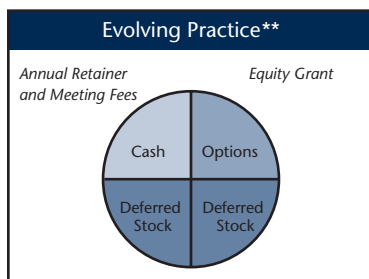 Evolving Practice**
Annual Retainer
and Meeting Fees
Equity Grant
Cash
Options
Deferred
Stock
Deferred
Stock